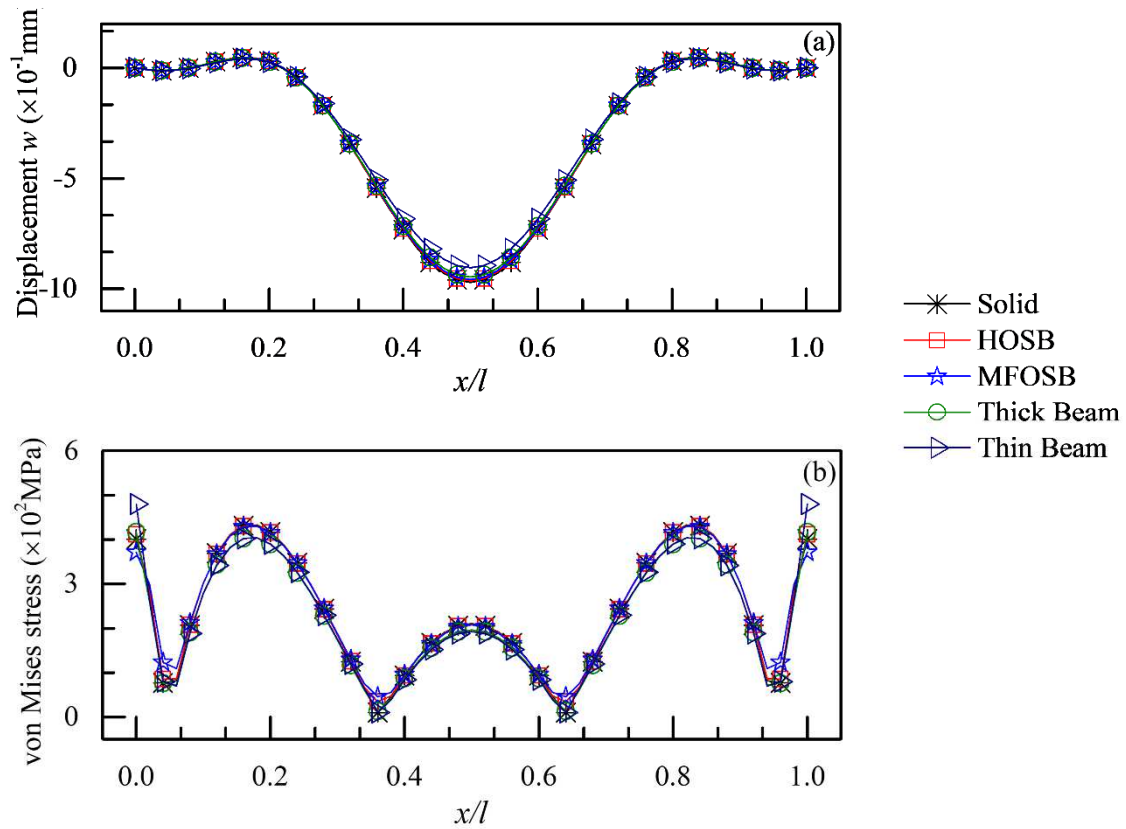 (a)
Displacement w (×10⁻¹mm)
0
-5
-10
0.0 0.2 0.4 0.6 0.8 1.0
x/l
Solid
HOSB
MFOSB
Thick Beam
Thin Beam
(b)
von Mises stress (×10²MPa)
6
3
0
0.0 0.2 0.4 0.6 0.8 1.0
x/l